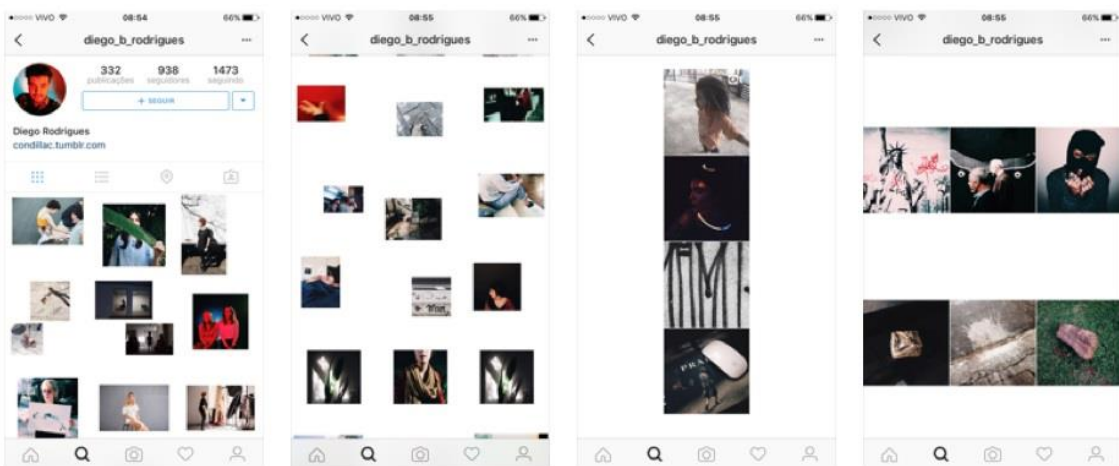 VIVO 08:54 66%
diego_b_rodrigues
332 938 1473
publicações seguidores seguindo
+ SEGUIR
Diego Rodrigues
condillac.tumblr.com
VIVO 08:55 66%
diego_b_rodrigues
VIVO 08:55 66%
diego_b_rodrigues
VIVO 08:55 66%
diego_b_rodrigues